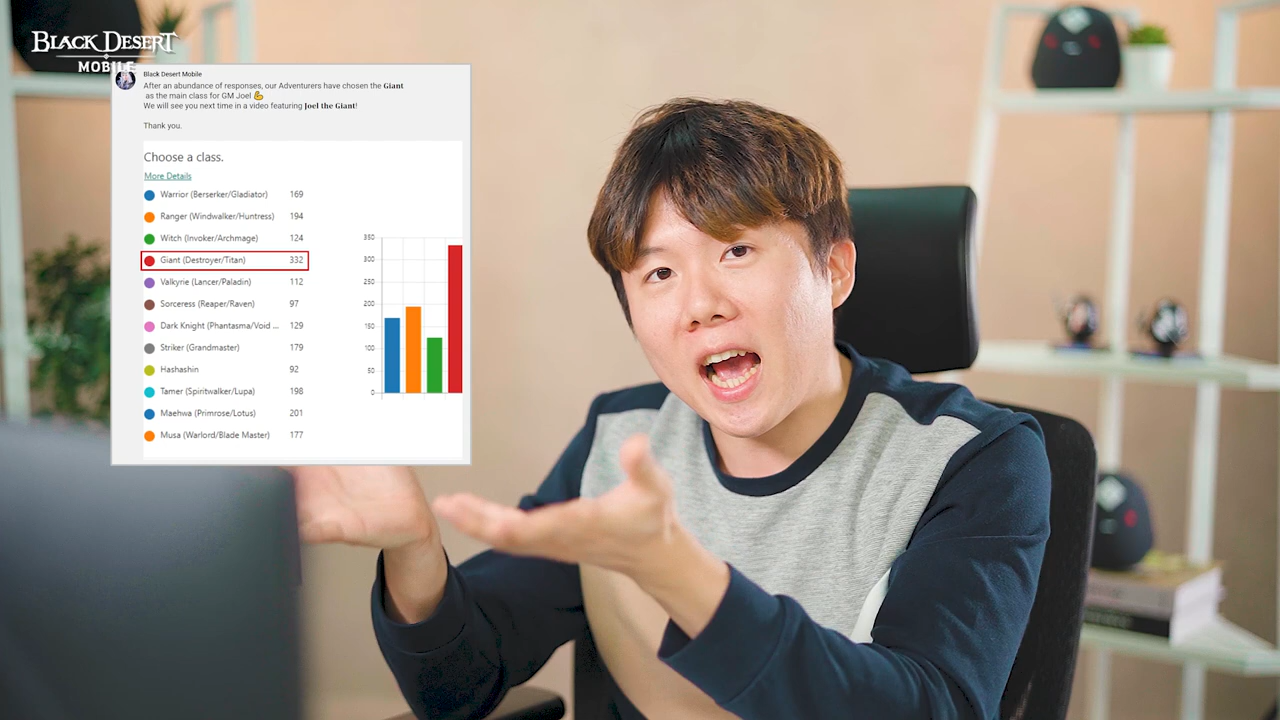 BLACK DESERT
MOBILE
Black Desert Mobile
After an abundance of responses, our Adventurers have chosen the Giant
as the main class for GM Joel 💪
We will see you next time in a video featuring Joel the Giant!
Thank you.
Choose a class.
More Details
Warrior (Berserker/Gladiator) 169
Ranger (Windwalker/Huntress) 194
Witch (Invoker/Archmage) 124
Giant (Destroyer/Titan) 332
Valkyrie (Lancer/Paladin) 112
Sorceress (Reaper/Raven) 97
Dark Knight (Phantasma/Void ... 129
Striker (Grandmaster) 179
Hashashin 92
Tamer (Spiritwalker/Lupa) 198
Maehwa (Primrose/Lotus) 201
Musa (Warlord/Blade Master) 177
350
300
250
200
150
100
50
0